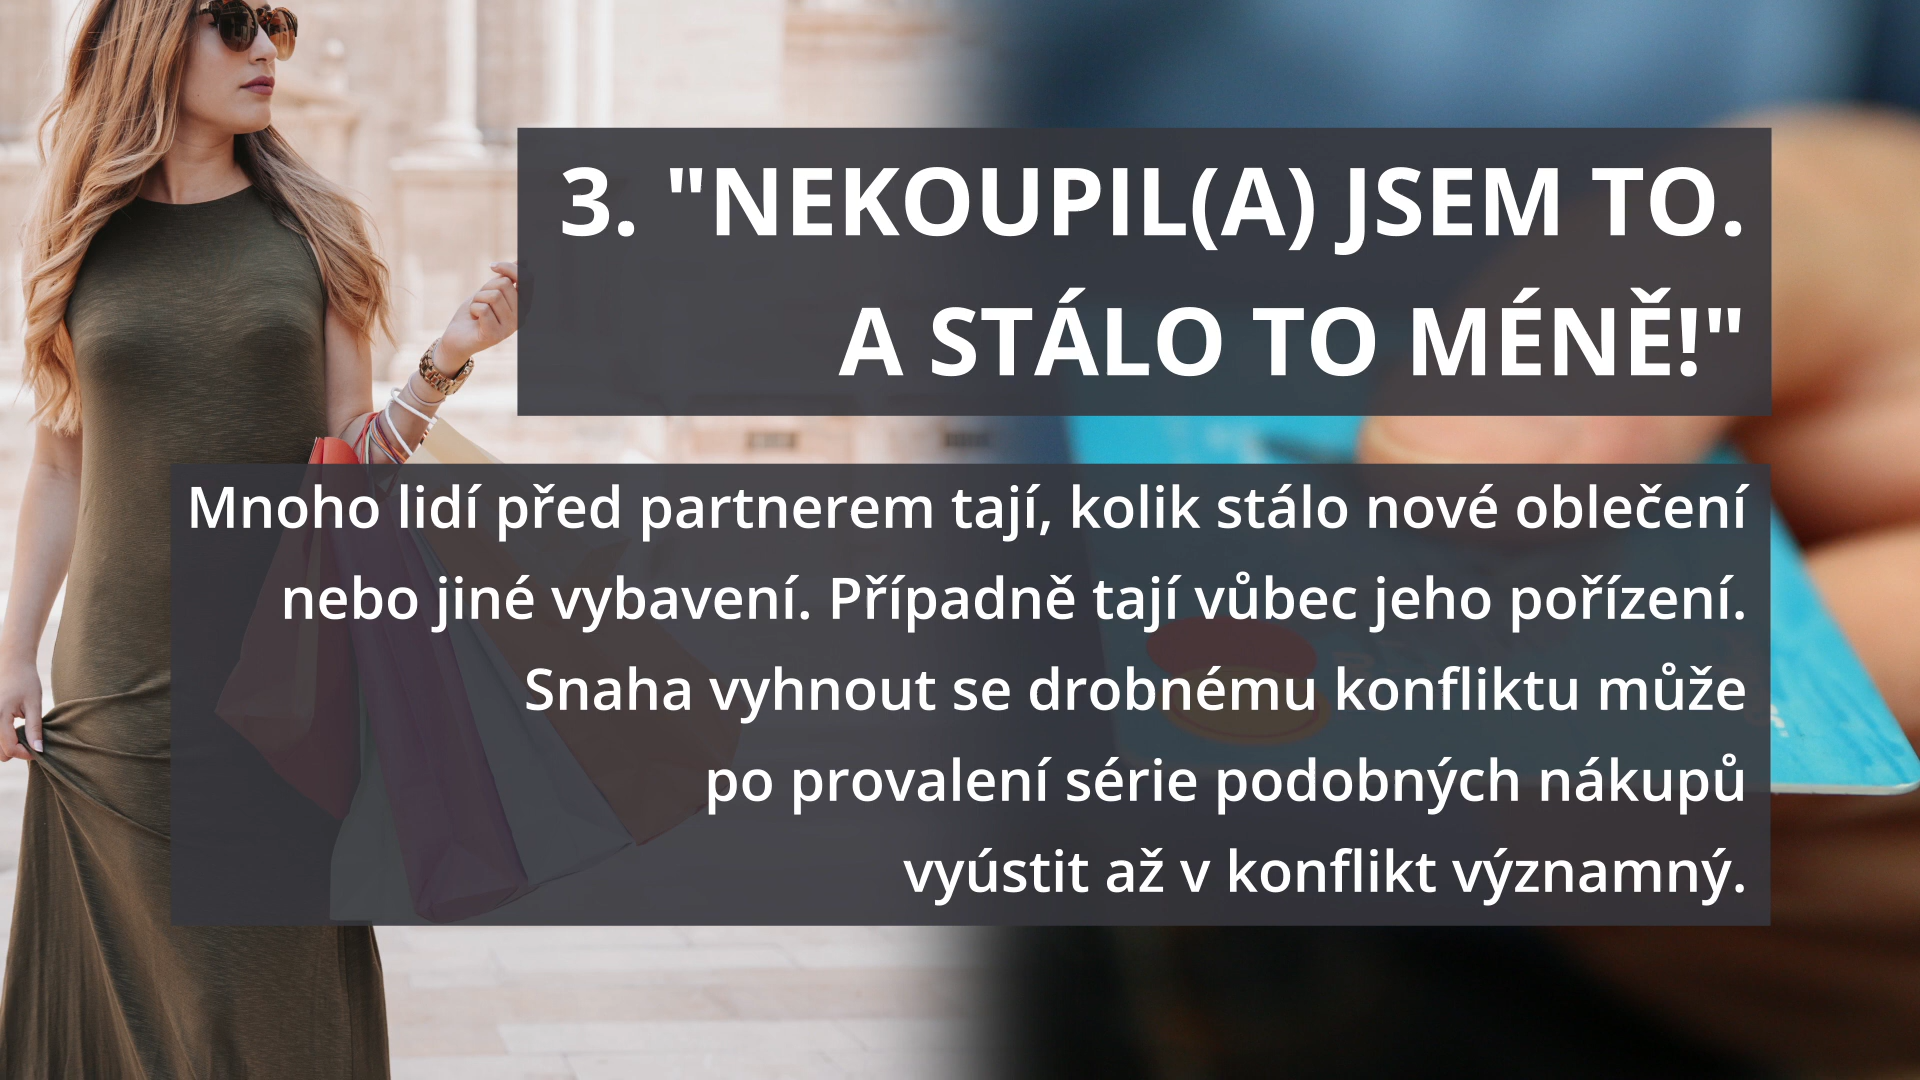 3. "NEKOUPIL(A) JSEM TO.
A STÁLO TO MÉNĚ!"
Mnoho lidí před partnerem tají, kolik stálo nové oblečení
nebo jiné vybavení. Případně tají vůbec jeho pořízení.
Snaha vyhnout se drobnému konfliktu může
po provalení série podobných nákupů
vyústit až v konflikt významný.